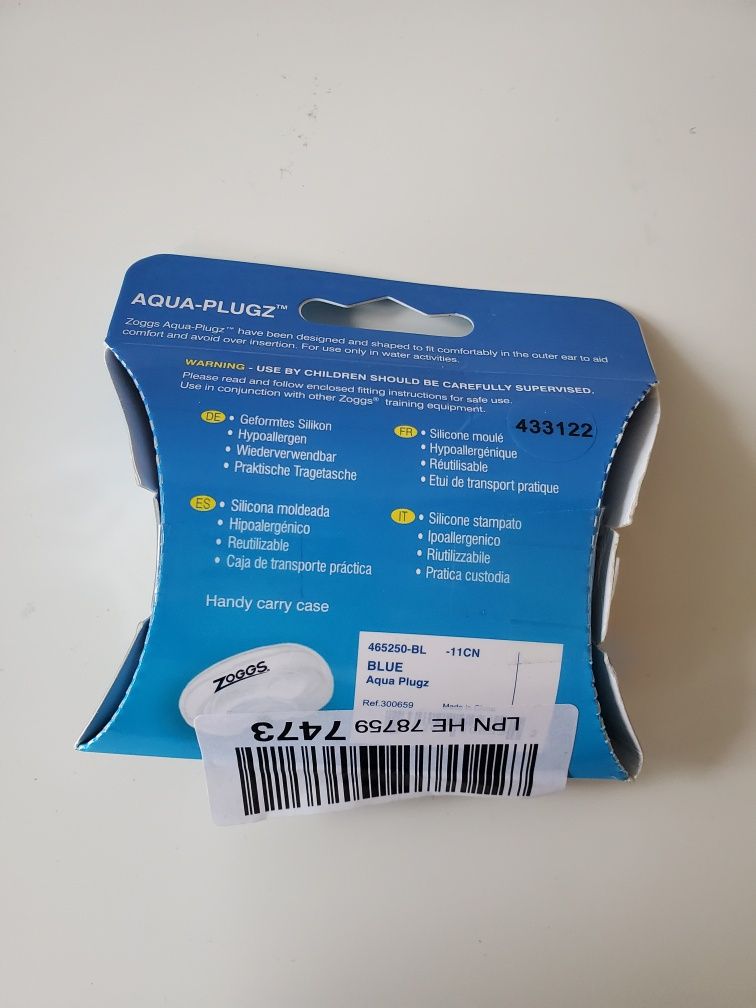 AQUA-PLUGZ™
Zoggs Aqua-Plugz™ have been designed and shaped to fit comfortably in the outer ear to aid
comfort and avoid over insertion. For use only in water activities.
WARNING - USE BY CHILDREN SHOULD BE CAREFULLY SUPERVISED.
Please read and follow enclosed fitting instructions for safe use.
Use in conjunction with other Zoggs® training equipment.
433122
DE • Geformtes Silikon
• Hypoallergen
• Wiederverwendbar
• Praktische Tragetasche
FR • Silicone moulé
• Hypoallergénique
• Réutilisable
• Etui de transport pratique
ES • Silicona moldeada
• Hipoalergénico
• Reutilizable
• Caja de transporte práctica
IT • Silicone stampato
• Ipoallergenico
• Riutilizzabile
• Pratica custodia
Handy carry case
ZOGGS
465250-BL -11CN
BLUE
Aqua Plugz
Ref.300659 Made in
LPN HE 78759 7473